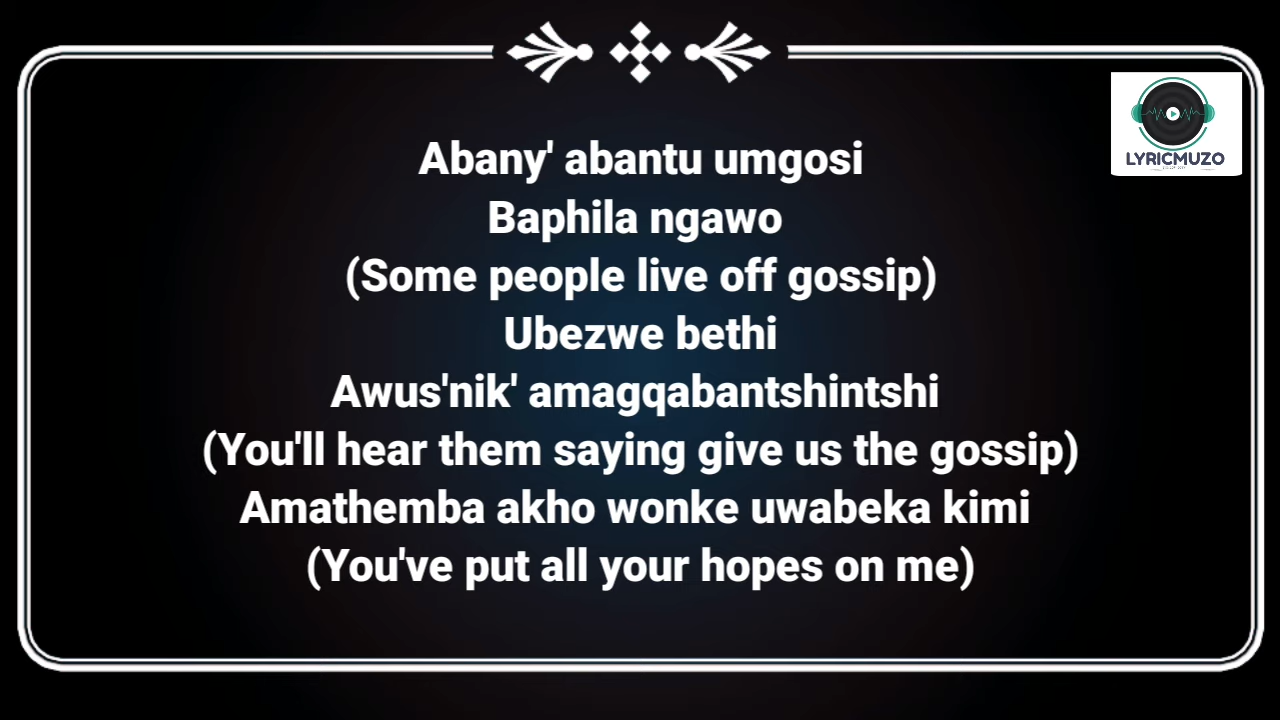 Abany' abantu umgosi
Baphila ngawo
(Some people live off gossip)
Ubezwe bethi
Awus'nik' amagqabantshintshi
(You'll hear them saying give us the gossip)
Amathemba akho wonke uwabeka kimi
(You've put all your hopes on me)
LYRICMUZO